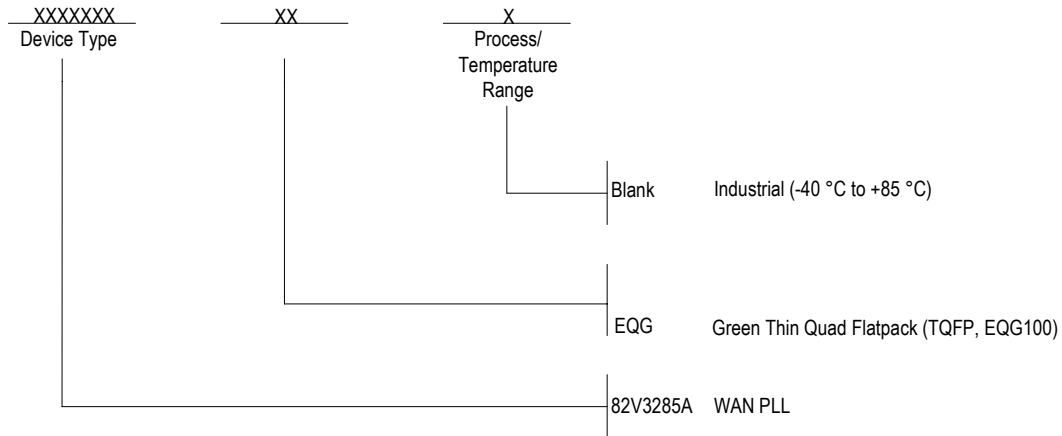 XXXXXXX XX X
Device Type
Process/
Temperature
Range
Blank Industrial (-40 °C to +85 °C)
EQG Green Thin Quad Flatpack (TQFP, EQG100)
82V3285A WAN PLL